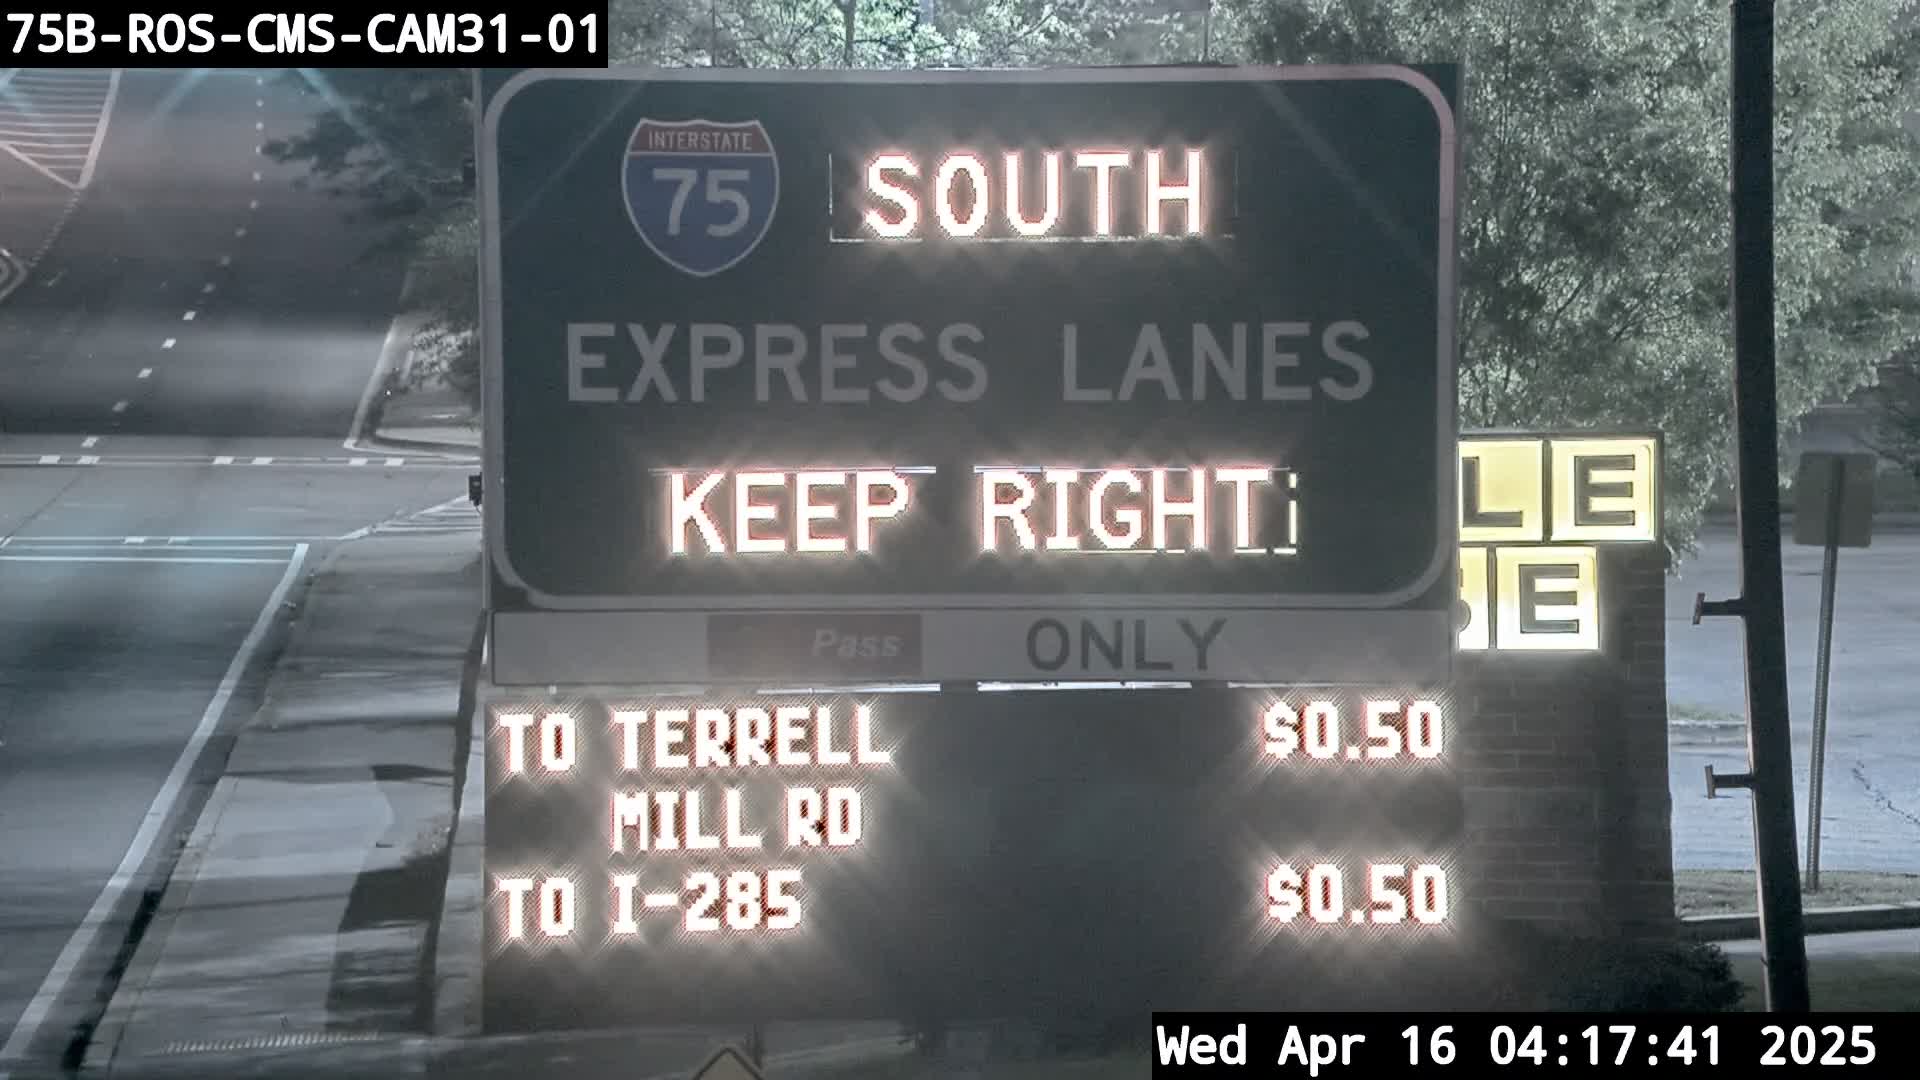 75B-ROS-CMS-CAM31-01
INTERSTATE
75
SOUTH
EXPRESS LANES
KEEP RIGHT
Pass ONLY
LE
E
TO TERRELL $0.50
MILL RD
TO I-285 $0.50
Wed Apr 16 04:17:41 2025